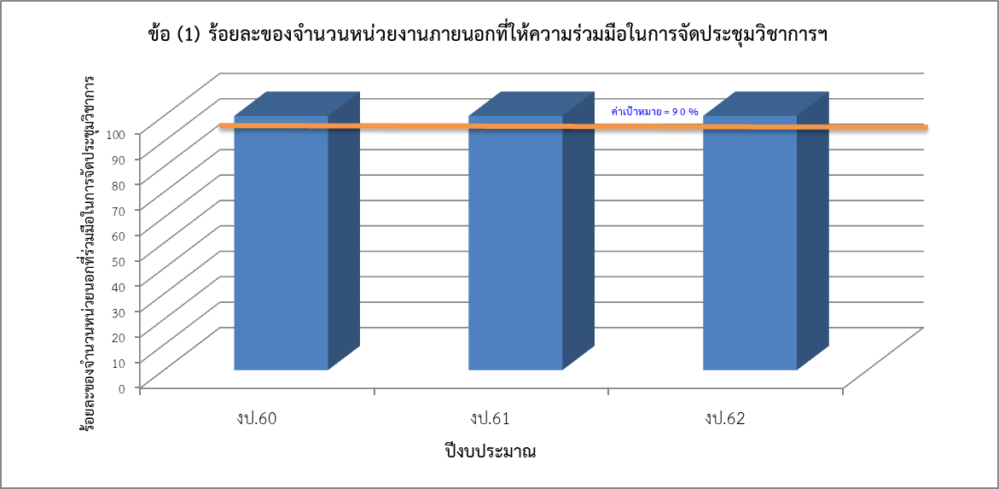 ข้อ (1) ร้อยละของจำนวนหน่วยงานภายนอกที่ให้ความร่วมมือในการจัดประชุมวิชาการฯ
ร้อยละของจำนวนหน่วยนอกที่ร่วมมือในการจัดประชุมวิชาการ
ค่าเป้าหมาย = 9 0 %
100
90
80
70
60
50
40
30
20
10
0
งป.60 งป.61 งป.62
ปีงบประมาณ